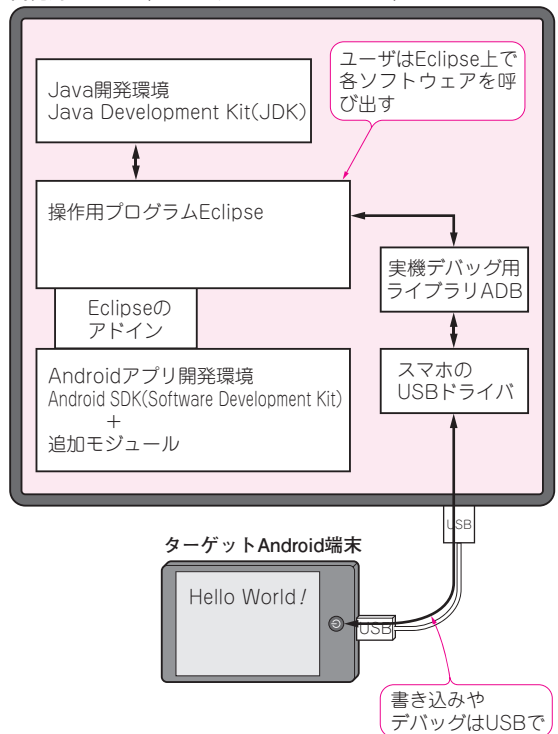 ユーザはEclipse上で
各ソフトウェアを呼
び出す
Java開発環境
Java Development Kit(JDK)
操作用プログラムEclipse
実機デバッグ用
ライブラリADB
Eclipseの
アドイン
スマホの
USBドライバ
Androidアプリ開発環境
Android SDK(Software Development Kit)
+
追加モジュール
USB
ターゲットAndroid端末
Hello World!
USB
書き込みや
デバッグはUSBで